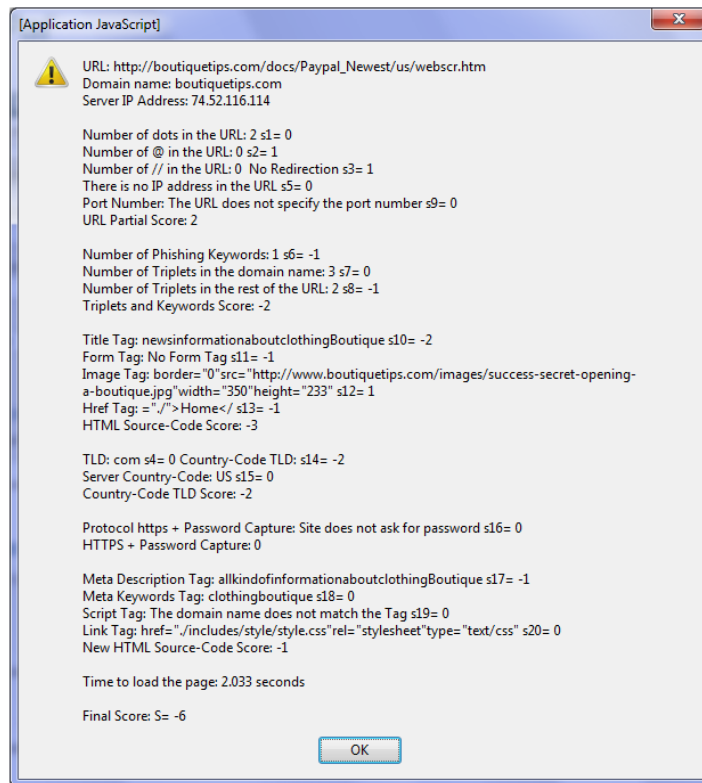 [Application JavaScript]
URL: http://boutiquetips.com/docs/Paypal_Newest/us/webscr.htm
Domain name: boutiquetips.com
Server IP Address: 74.52.116.114
Number of dots in the URL: 2 s1= 0
Number of @ in the URL: 0 s2= 1
Number of // in the URL: 0  No Redirection s3= 1
There is no IP address in the URL s5= 0
Port Number: The URL does not specify the port number s9= 0
URL Partial Score: 2
Number of Phishing Keywords: 1 s6= -1
Number of Triplets in the domain name: 3 s7= 0
Number of Triplets in the rest of the URL: 2 s8= -1
Triplets and Keywords Score: -2
Title Tag: newsinformationaboutclothingBoutique s10= -2
Form Tag: No Form Tag s11= -1
Image Tag: border="0"src="http://www.boutiquetips.com/images/success-secret-opening-
a-boutique.jpg"width="350"height="233" s12= 1
Href Tag: ="./">Home</ s13= -1
HTML Source-Code Score: -3
TLD: com s4= 0 Country-Code TLD: s14= -2
Server Country-Code: US s15= 0
Country-Code TLD Score: -2
Protocol https + Password Capture: Site does not ask for password s16= 0
HTTPS + Password Capture: 0
Meta Description Tag: allkindofinformationaboutclothingBoutique s17= -1
Meta Keywords Tag: clothingboutique s18= 0
Script Tag: The domain name does not match the Tag s19= 0
Link Tag: href="./includes/style/style.css"rel="stylesheet"type="text/css" s20= 0
New HTML Source-Code Score: -1
Time to load the page: 2.033 seconds
Final Score: S= -6
OK